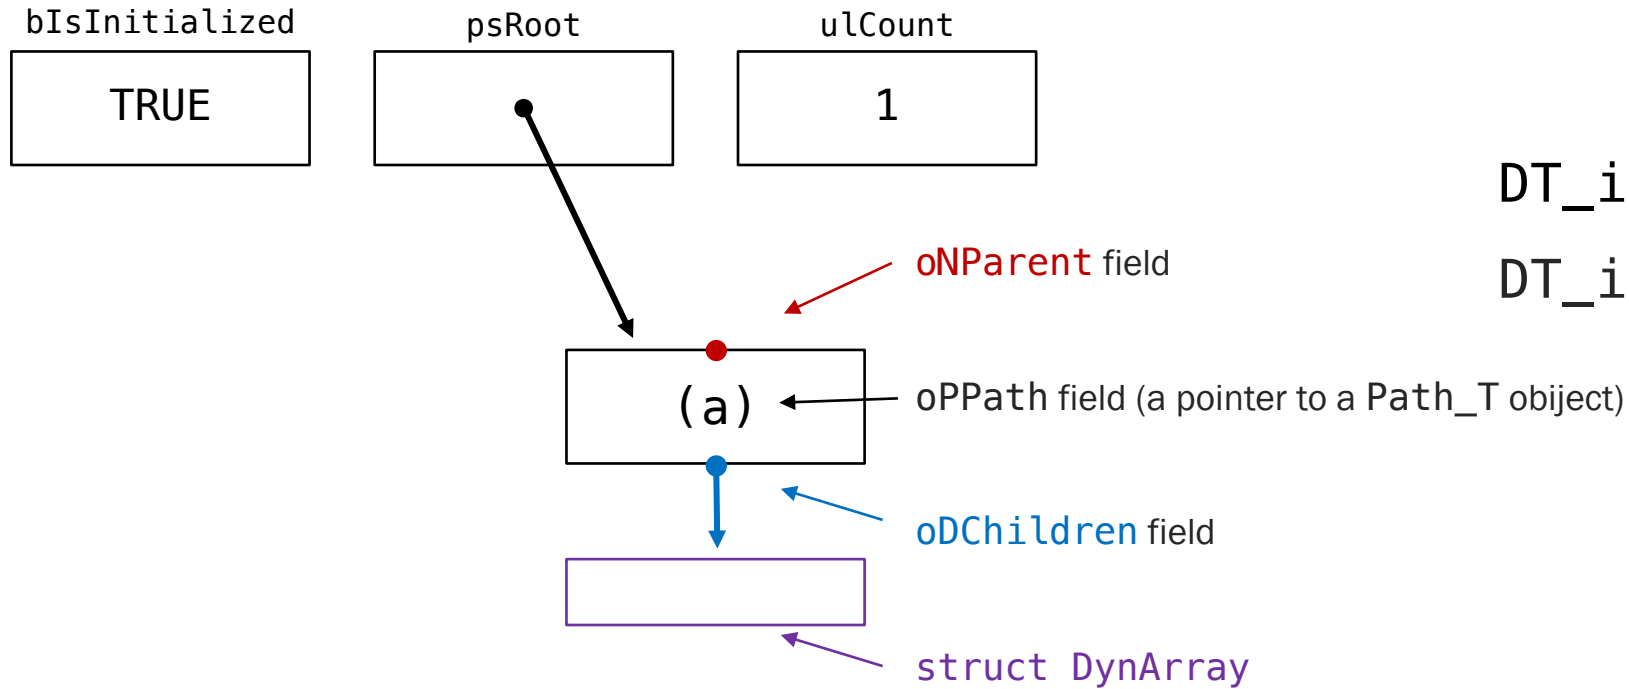 bIsInitialized
psRoot
ulCount
TRUE
1
DT_i
oNParent field
DT_i
(a)
oPPath field (a pointer to a Path_T obiject)
oDChildren field
struct DynArray